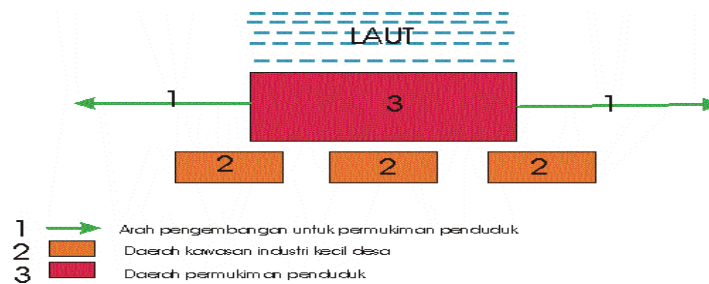 LAUT
1 3 1
2 2 2
1 Arah pengembangan untuk permukiman penduduk
2 Daerah kawasan industri kecil desa
3 Daerah permukiman penduduk